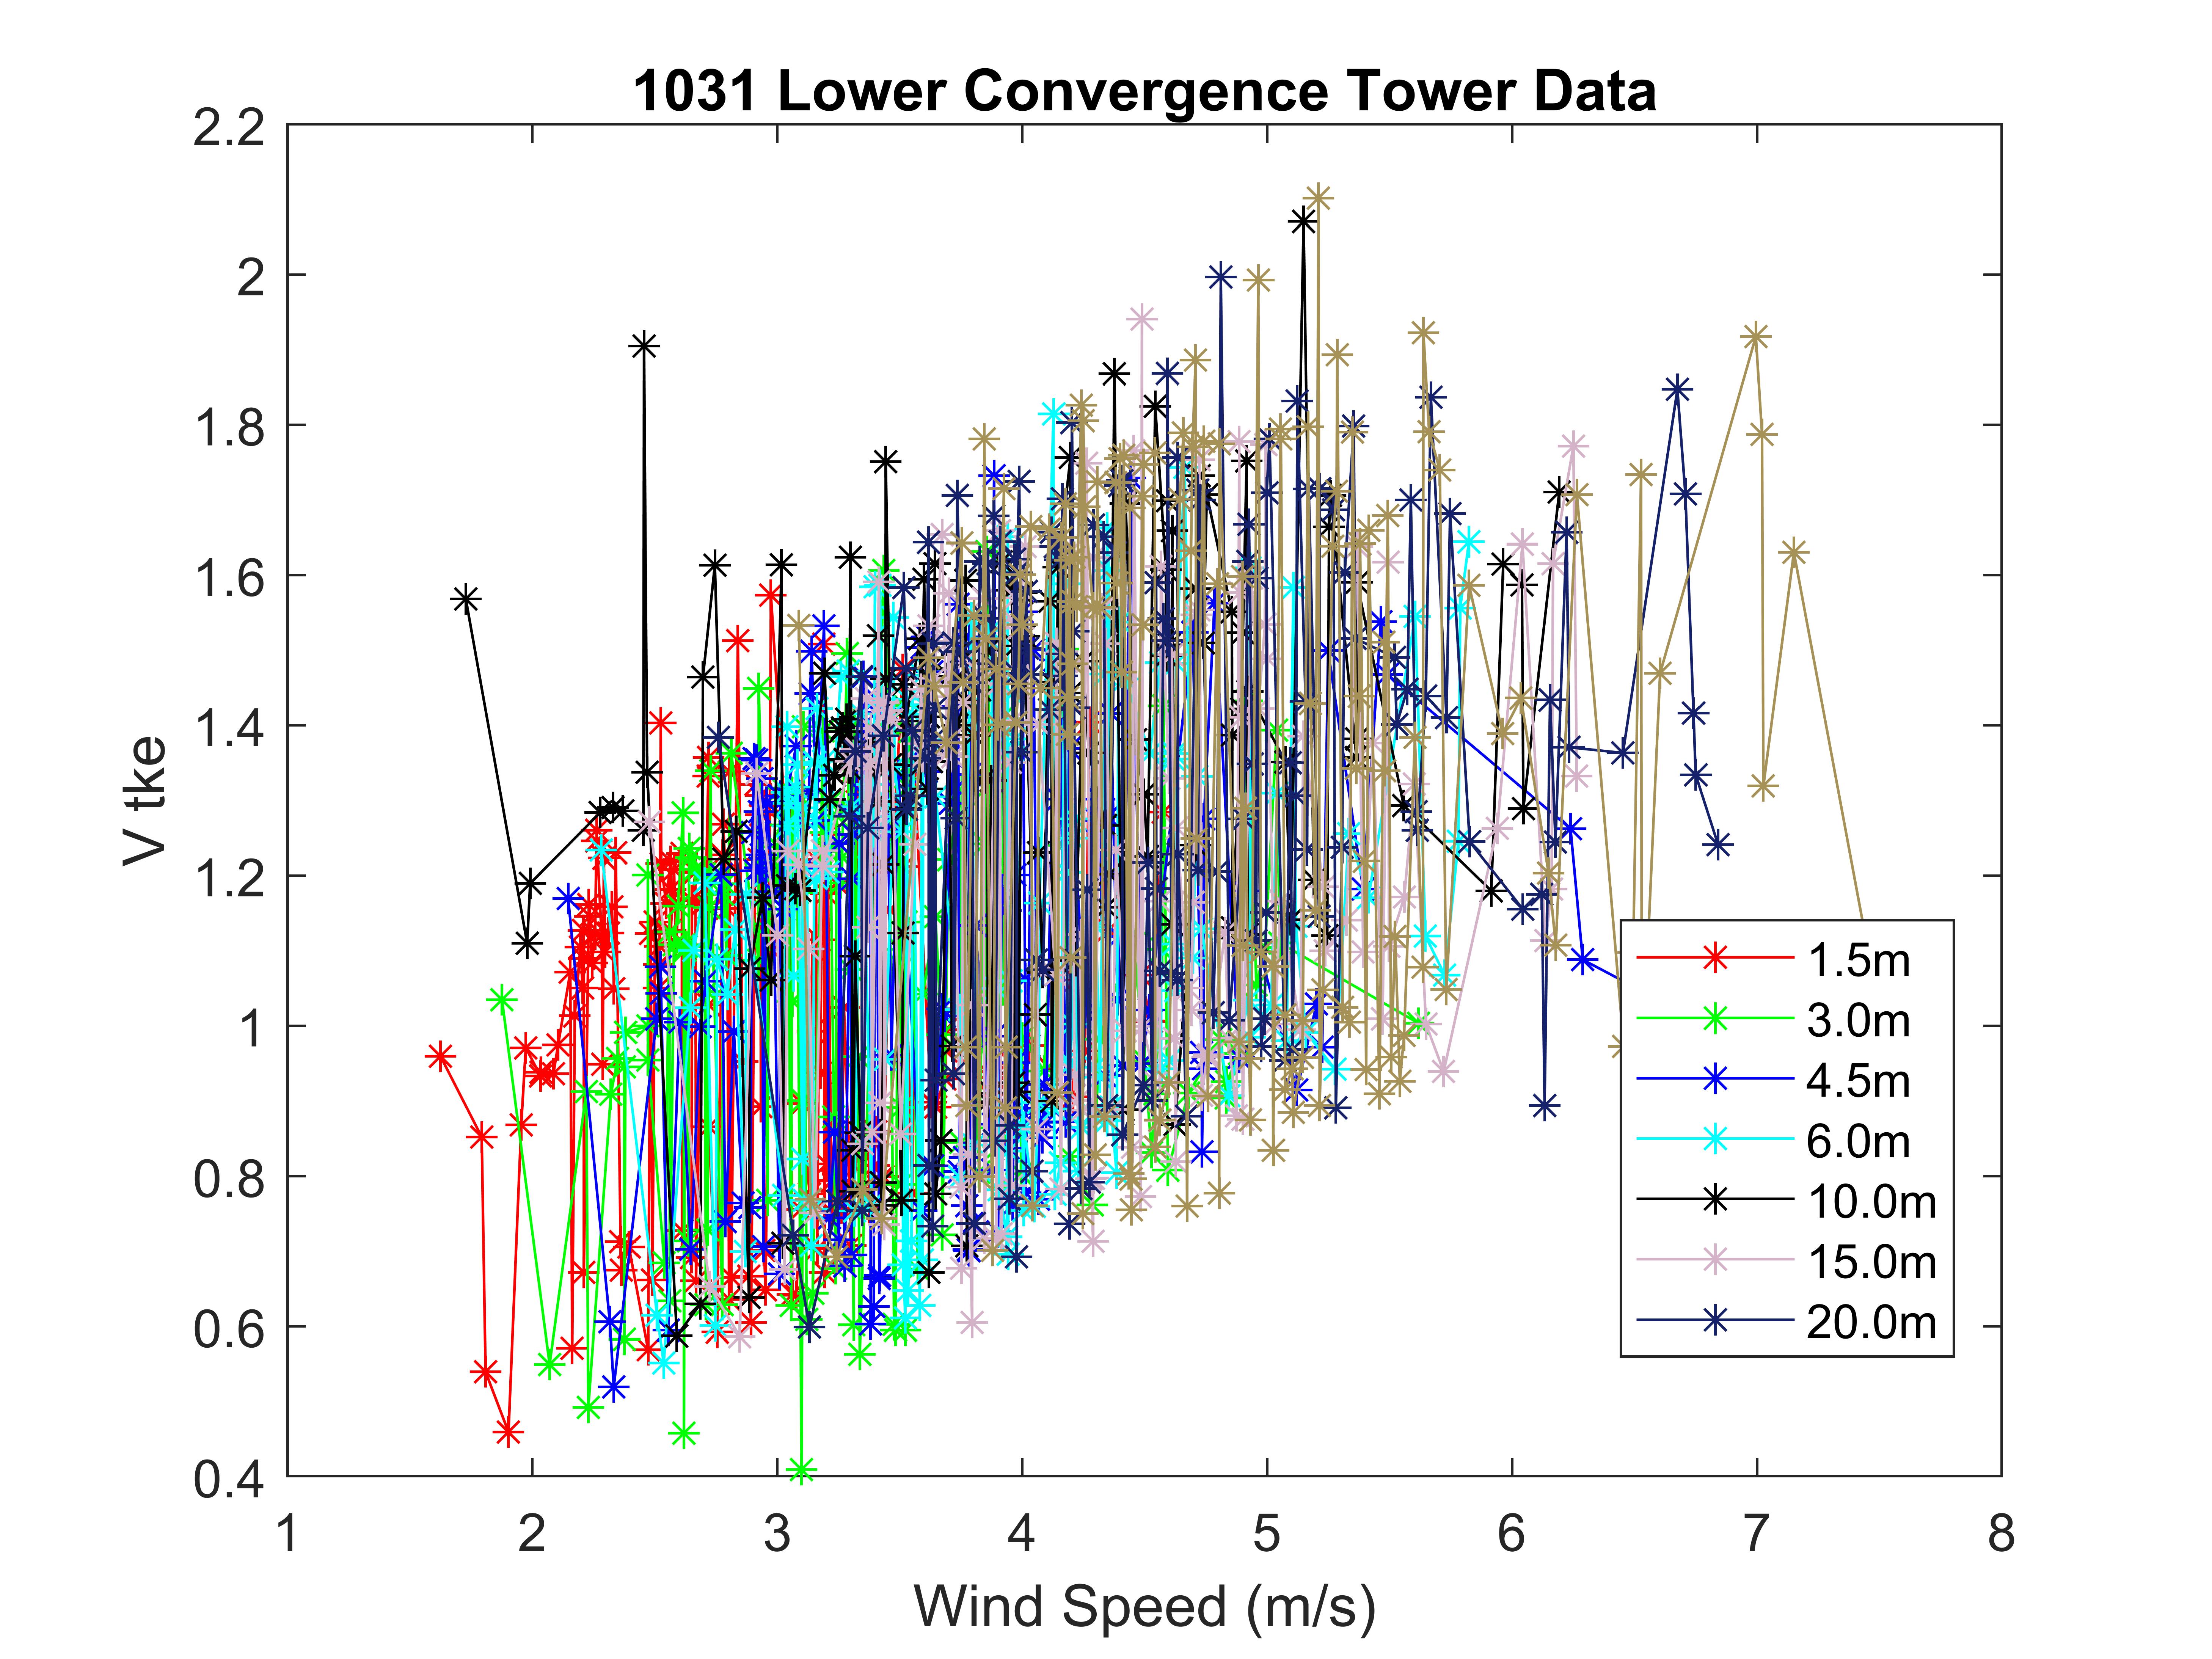 1031 Lower Convergence Tower Data
2.2
2
1.8
1.6
1.4
1.2
1
0.8
0.6
0.4
V tke
1 2 3 4 5 6 7 8
Wind Speed (m/s)
1.5m
3.0m
4.5m
6.0m
10.0m
15.0m
20.0m